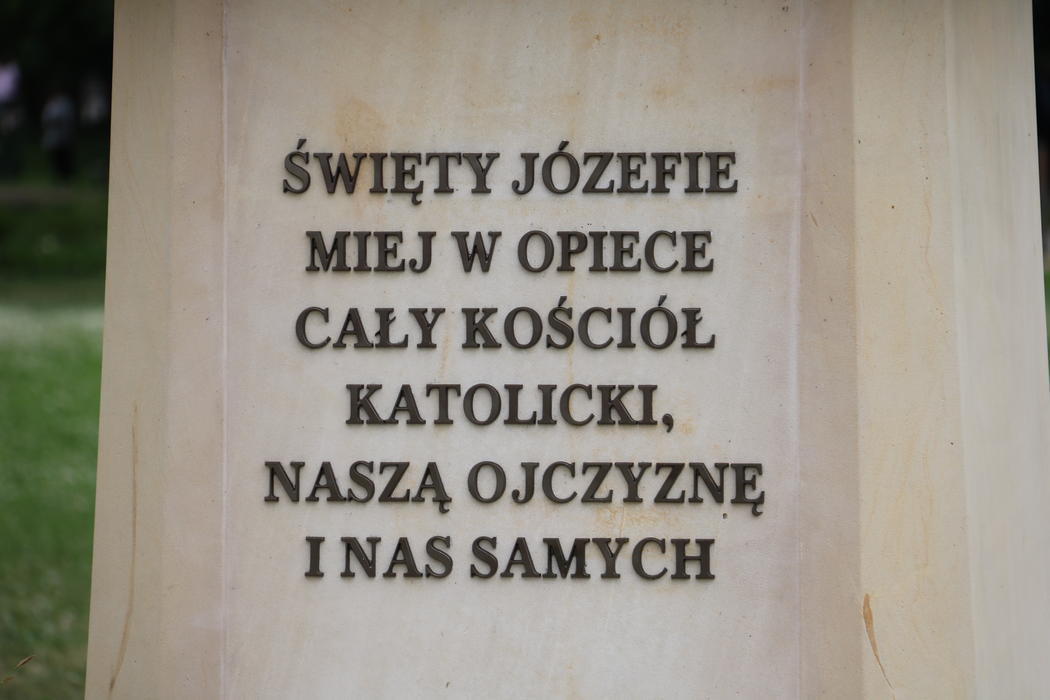 ŚWIĘTY JÓZEFIE
MIEJ W OPIECE
CAŁY KOŚCIÓŁ
KATOLICKI,
NASZĄ OJCZYZNĘ
I NAS SAMYCH